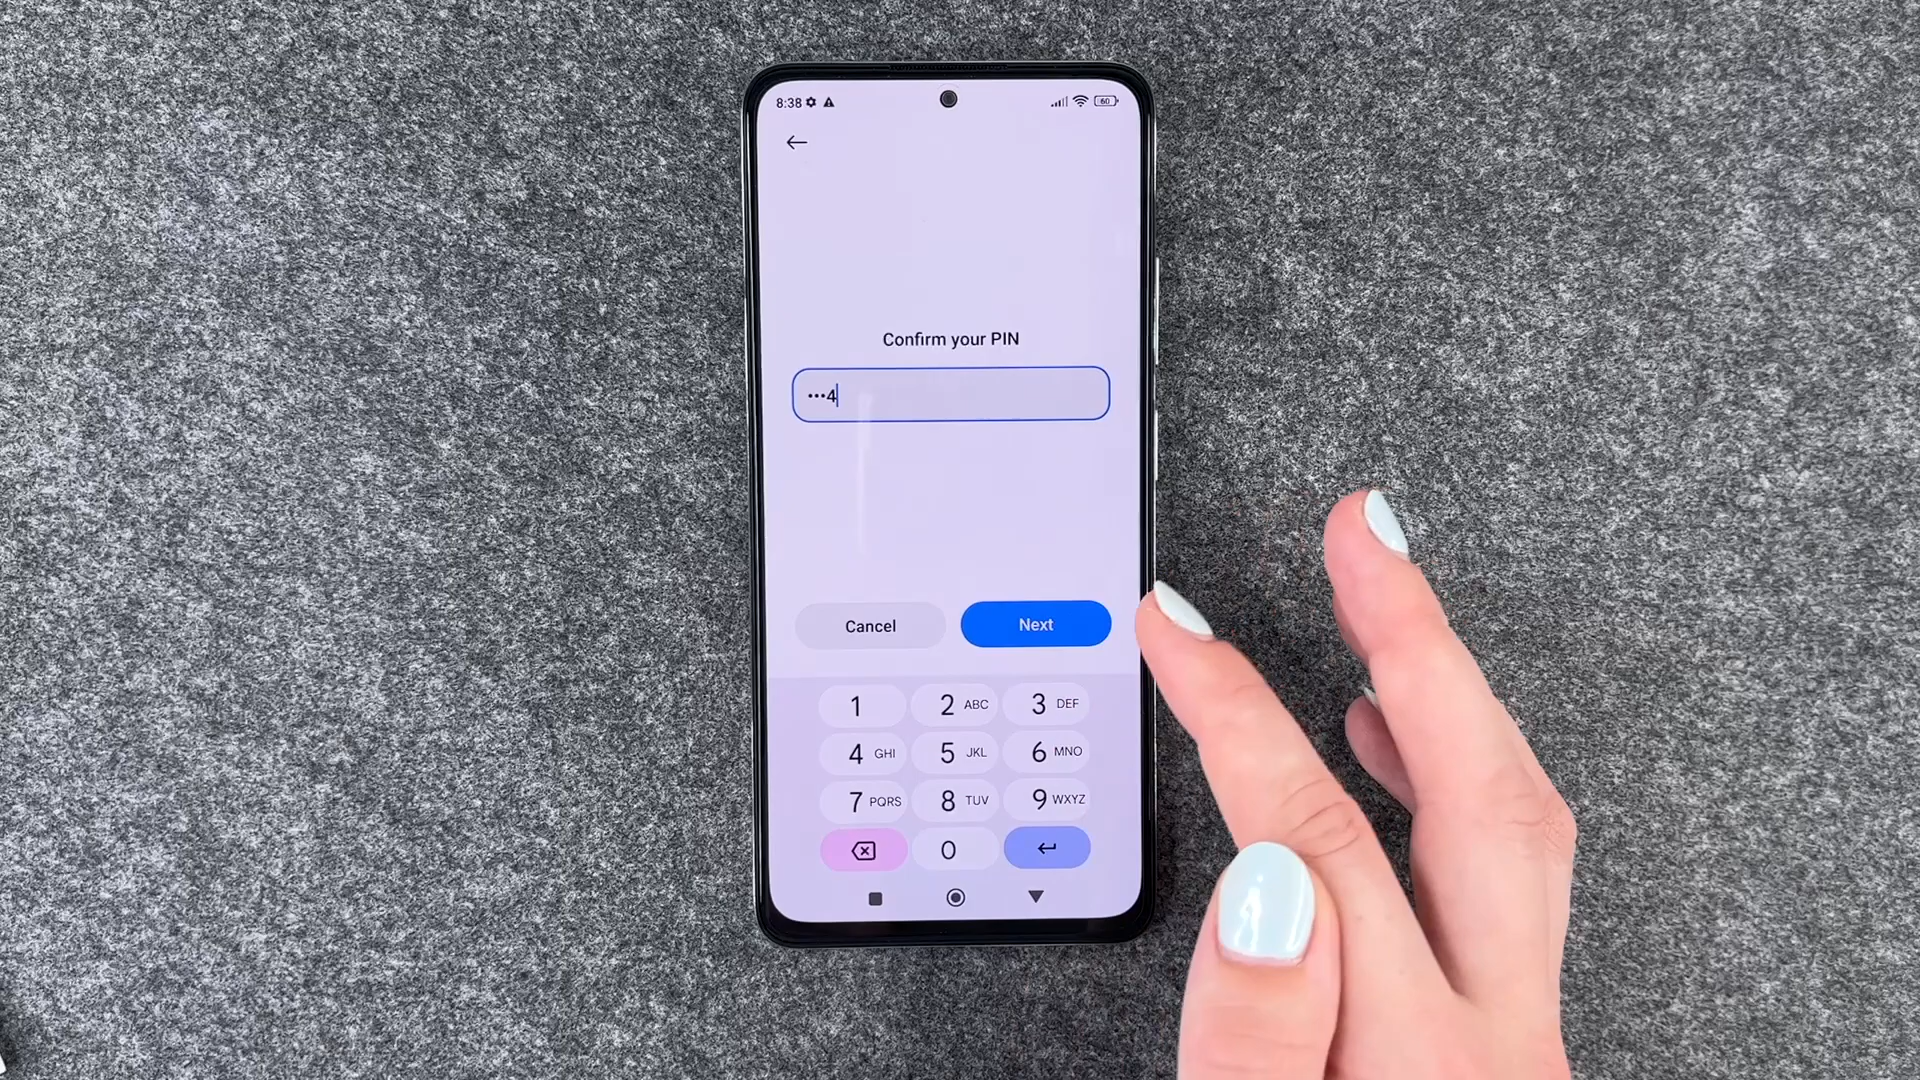 8:38
60
Confirm your PIN
•••4
Cancel Next
1 2 ABC 3 DEF
4 GHI 5 JKL 6 MNO
7 PQRS 8 TUV 9 WXYZ
0